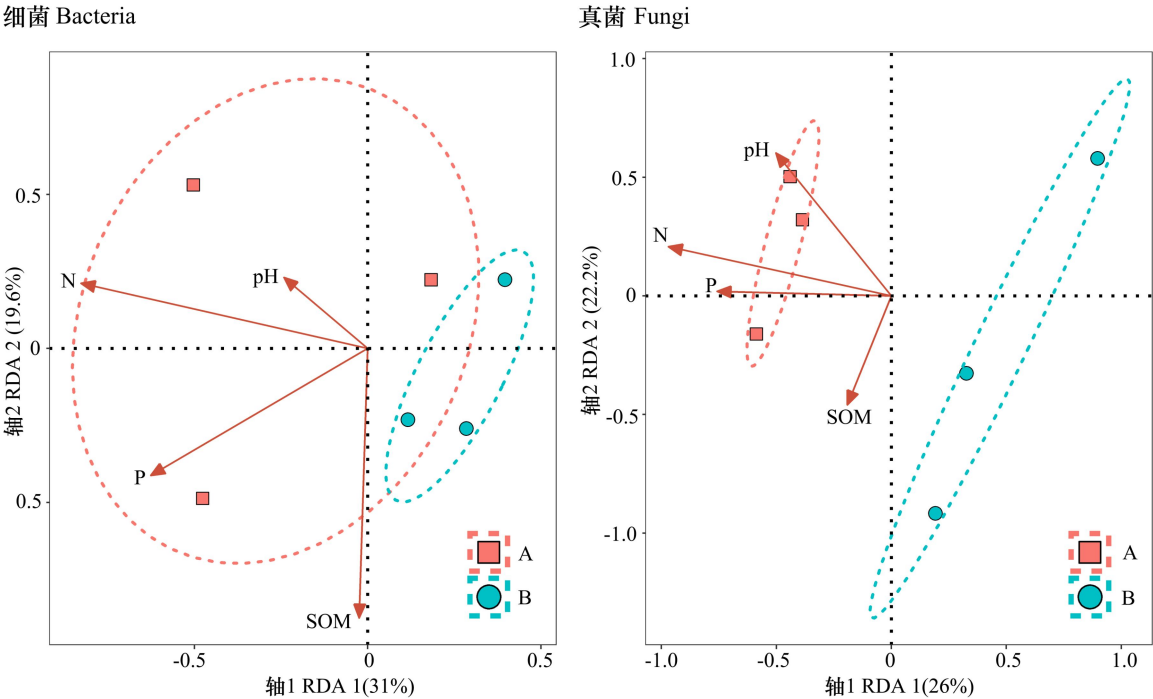 细菌 Bacteria
轴2 RDA 2 (19.6%)
0.5
0
0.5
N
pH
P
SOM
A
B
-0.5
0
0.5
轴1 RDA 1(31%)
真菌 Fungi
轴2 RDA 2 (22.2%)
1.0
0.5
0
-0.5
-1.0
pH
N
P
SOM
A
B
-1.0
-0.5
0
0.5
1.0
轴1 RDA 1(26%)